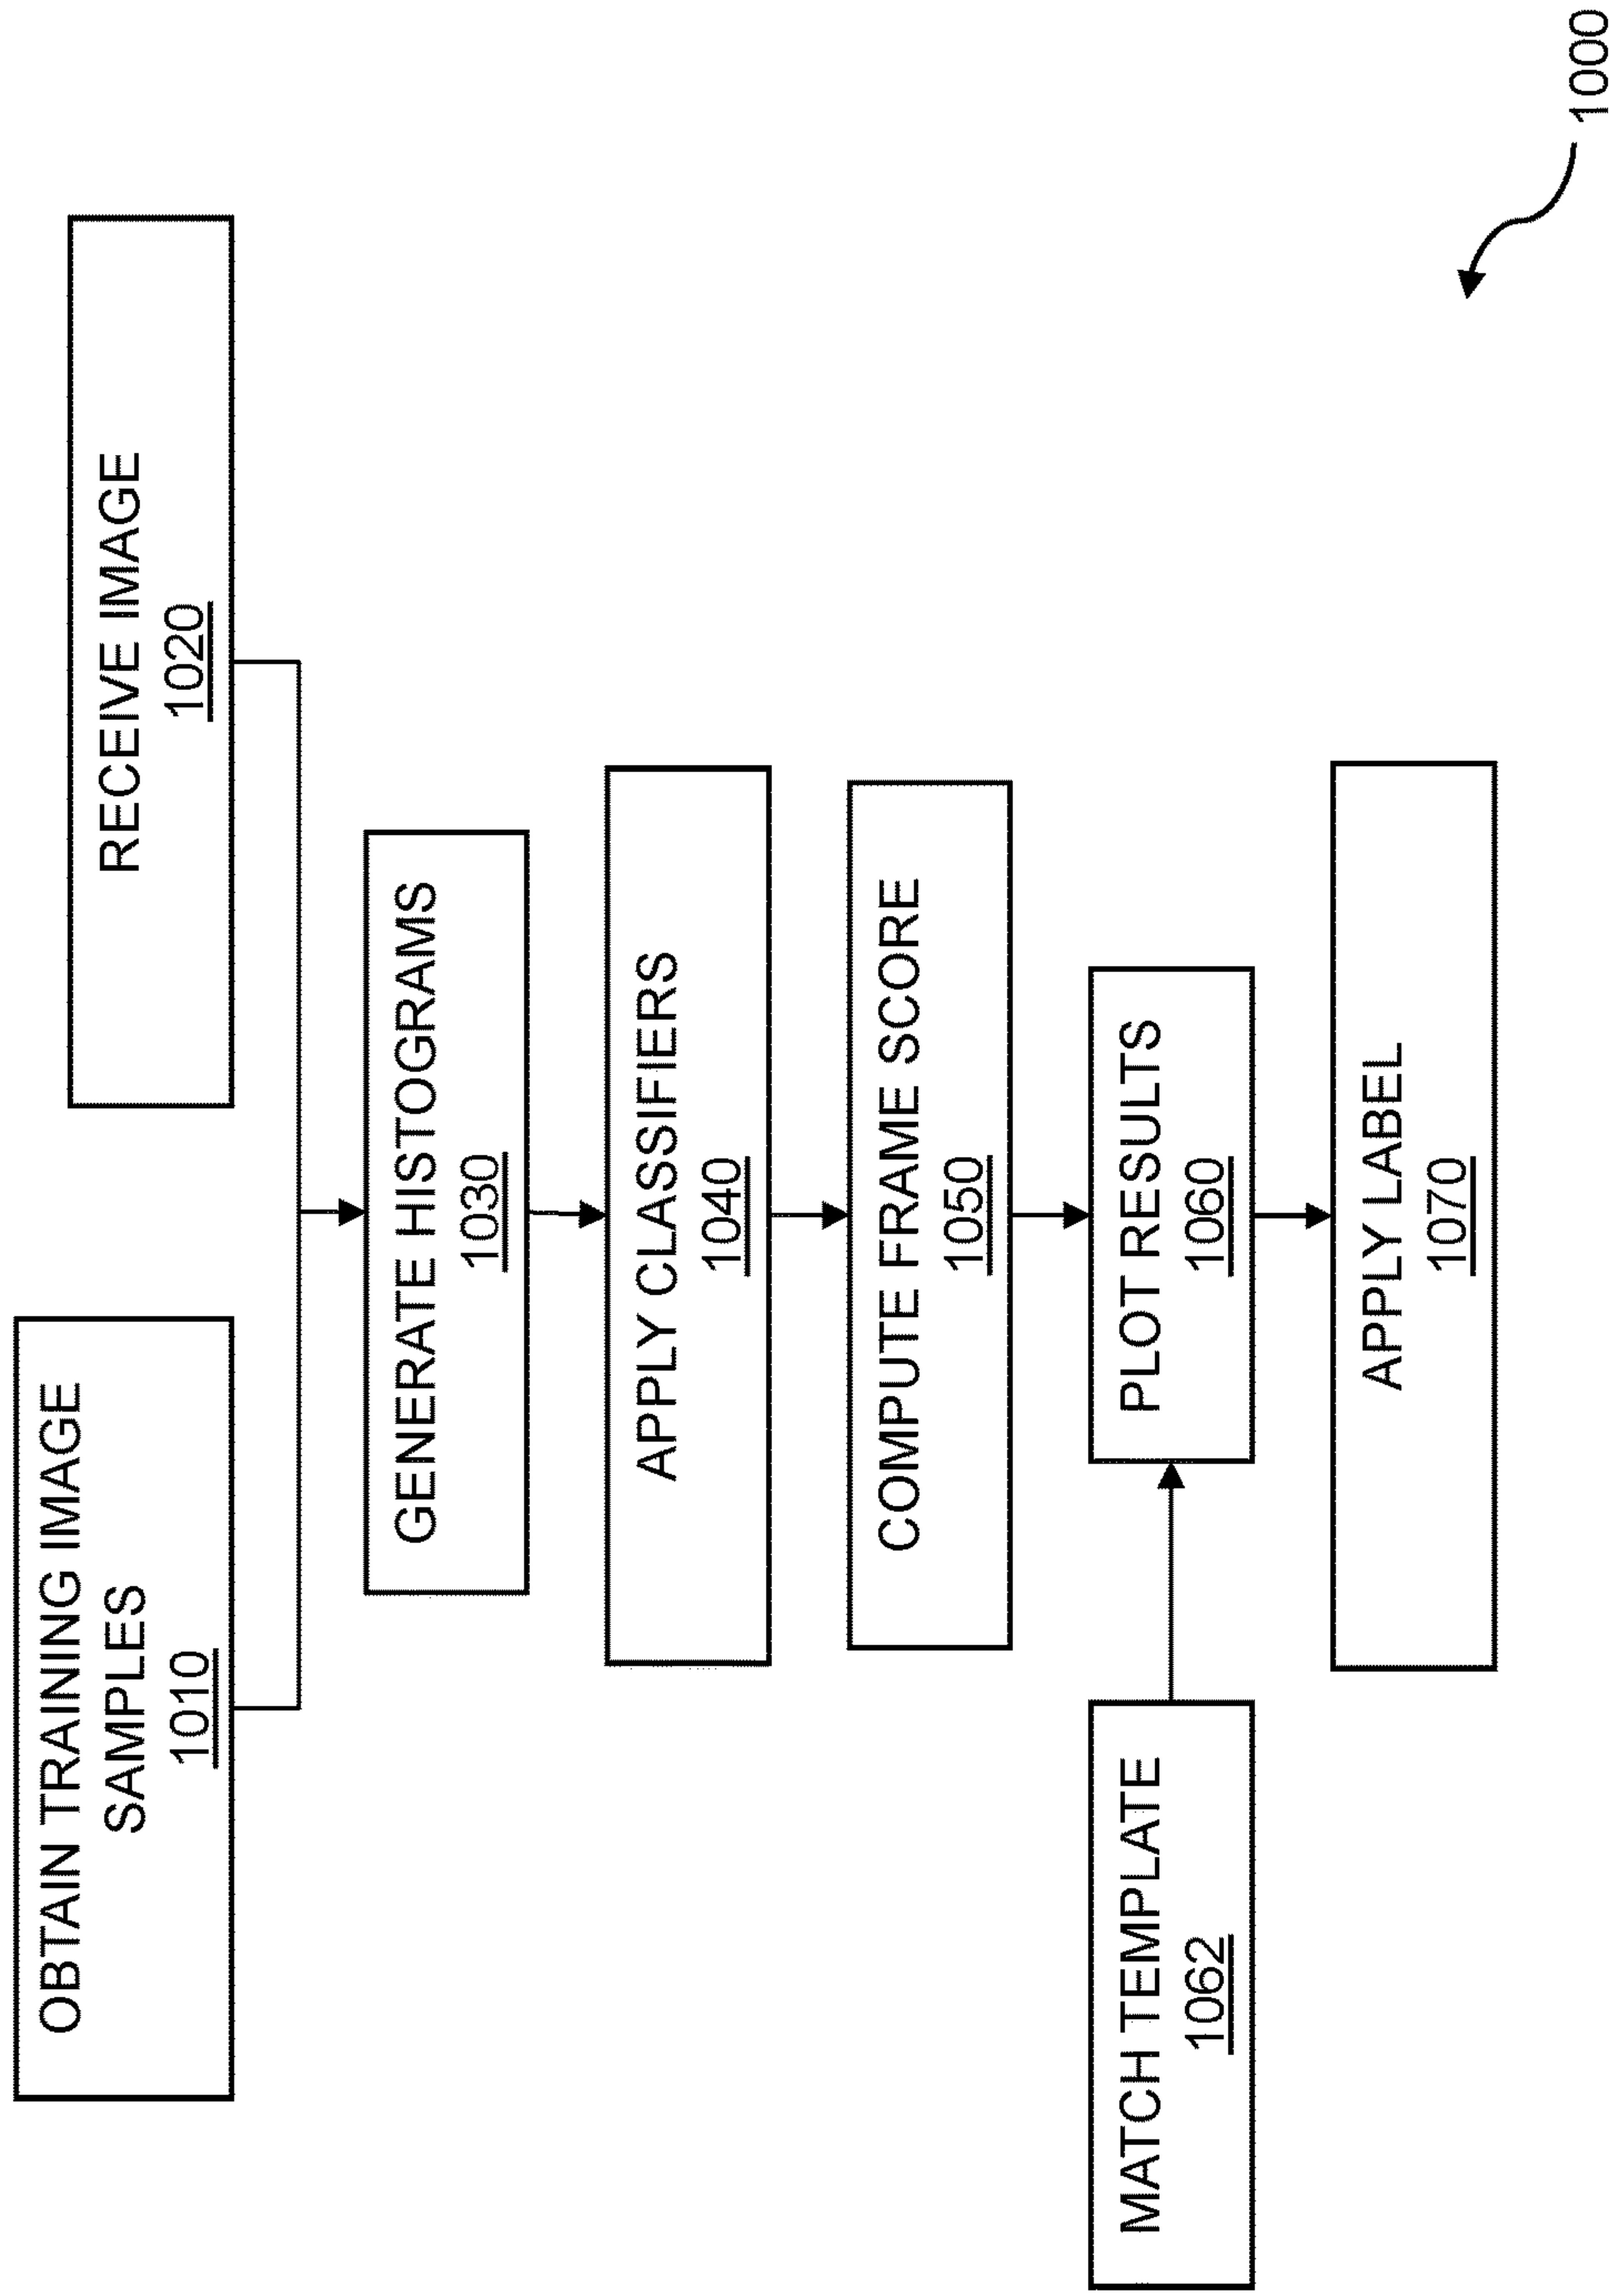 OBTAIN TRAINING IMAGE
SAMPLES
1010
RECEIVE IMAGE
1020
GENERATE HISTOGRAMS
1030
APPLY CLASSIFIERS
1040
COMPUTE FRAME SCORE
1050
MATCH TEMPLATE
1062
PLOT RESULTS
1060
APPLY LABEL
1070
1000